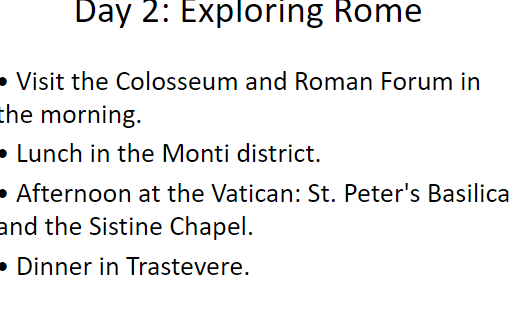 Day 2: Exploring Rome
• Visit the Colosseum and Roman Forum in
the morning.
• Lunch in the Monti district.
• Afternoon at the Vatican: St. Peter's Basilica
and the Sistine Chapel.
• Dinner in Trastevere.